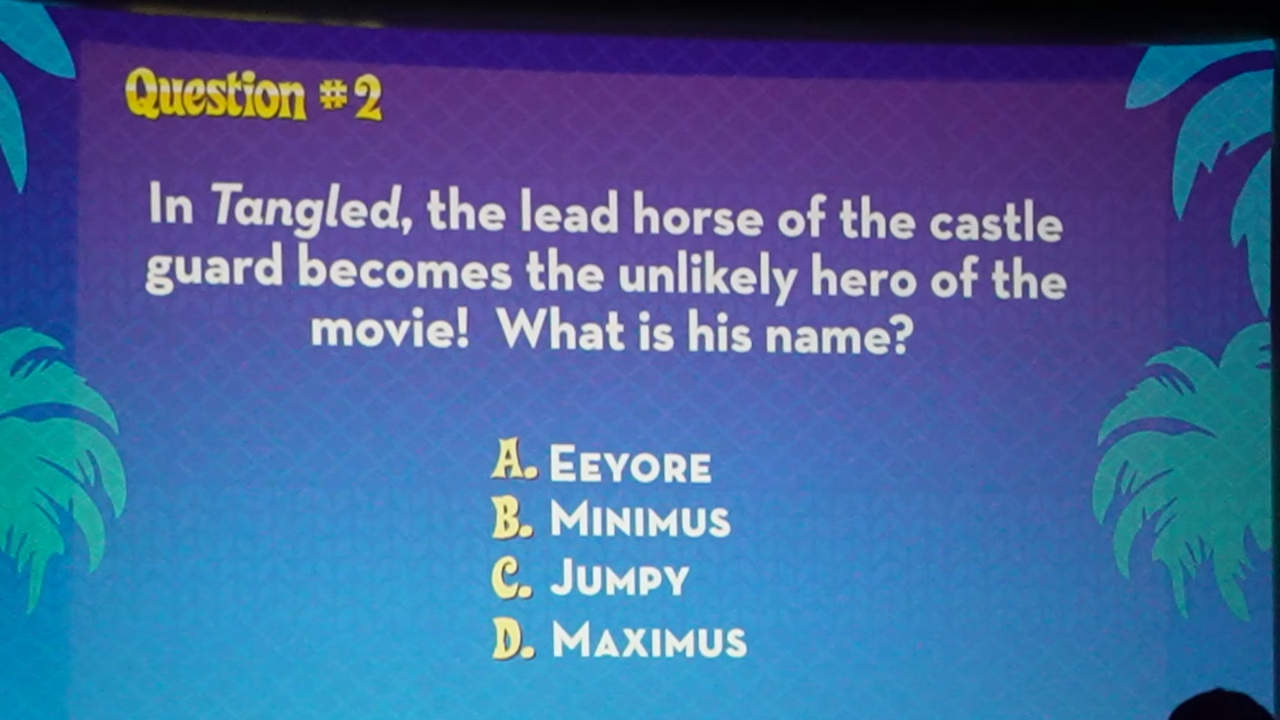 Question #2
In Tangled, the lead horse of the castle
guard becomes the unlikely hero of the
movie! What is his name?
A. EEYORE
B. MINIMUS
C. JUMPY
D. MAXIMUS